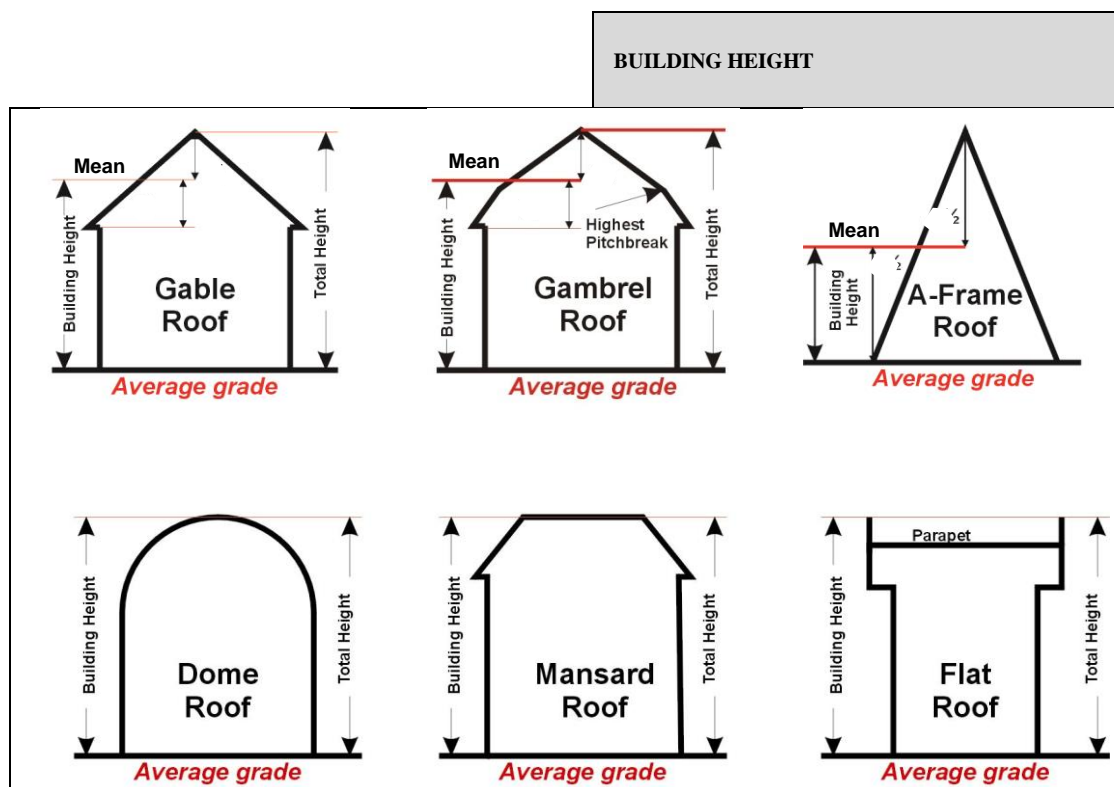 BUILDING HEIGHT
Mean
Building Height
Gable
Roof
Total Height
Average grade
Mean
Building Height
Highest
Pitchbreak
Gambrel
Roof
Total Height
Average grade
Mean
Building
Height
A-Frame
Roof
Average grade
Building Height
Dome
Roof
Total Height
Average grade
Building Height
Mansard
Roof
Total Height
Average grade
Building Height
Parapet
Flat
Roof
Total Height
Average grade